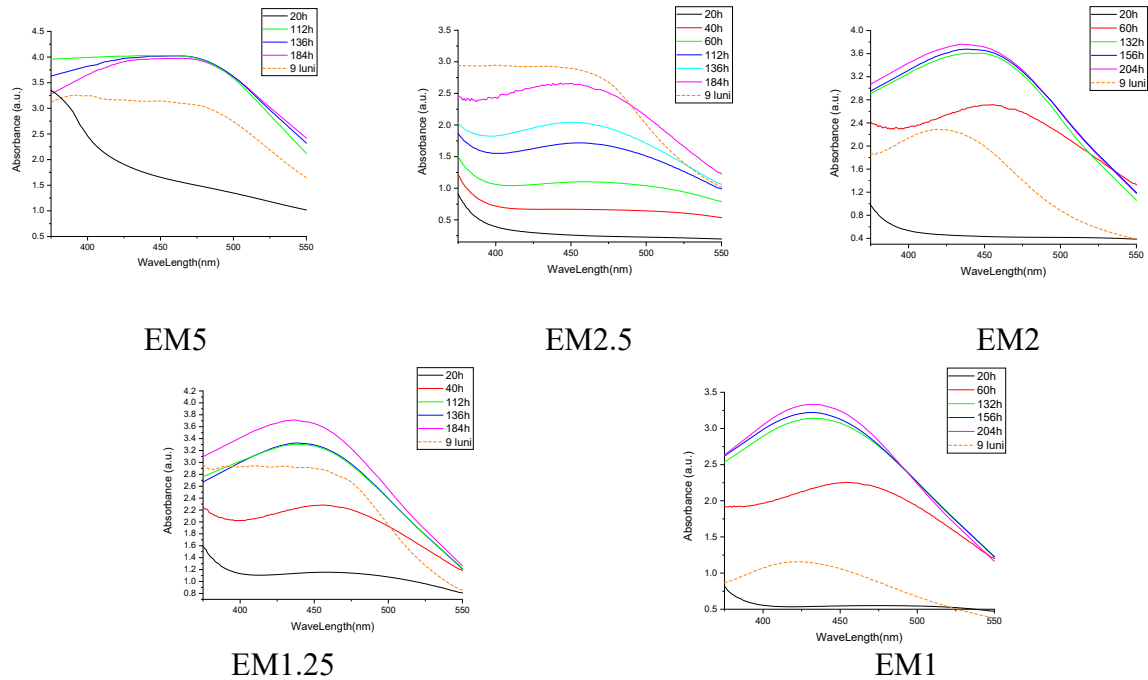 4.5
4.0
3.5
3.0
2.5
2.0
1.5
1.0
0.5
Absorbance (a.u.)
400
450
500
550
WaveLength(nm)
20h
112h
136h
184h
9 luni
EM5
3.5
3.0
2.5
2.0
1.5
1.0
0.5
Absorbance (a.u.)
400
450
500
550
WaveLength(nm)
20h
40h
60h
112h
136h
184h
9 luni
EM2.5
4.0
3.6
3.2
2.8
2.4
2.0
1.6
1.2
0.8
0.4
Absorbance (a.u.)
400
450
500
550
WaveLength(nm)
20h
60h
132h
156h
204h
9 luni
EM2
4.2
4.0
3.8
3.6
3.4
3.2
3.0
2.8
2.6
2.4
2.2
2.0
1.8
1.6
1.4
1.2
1.0
0.8
Absorbance (a.u.)
400
450
500
550
WaveLength(nm)
20h
40h
112h
136h
184h
9 luni
EM1.25
3.5
3.0
2.5
2.0
1.5
1.0
0.5
Absorbance (a.u.)
400
450
500
550
WaveLength(nm)
20h
60h
132h
156h
204h
9 luni
EM1